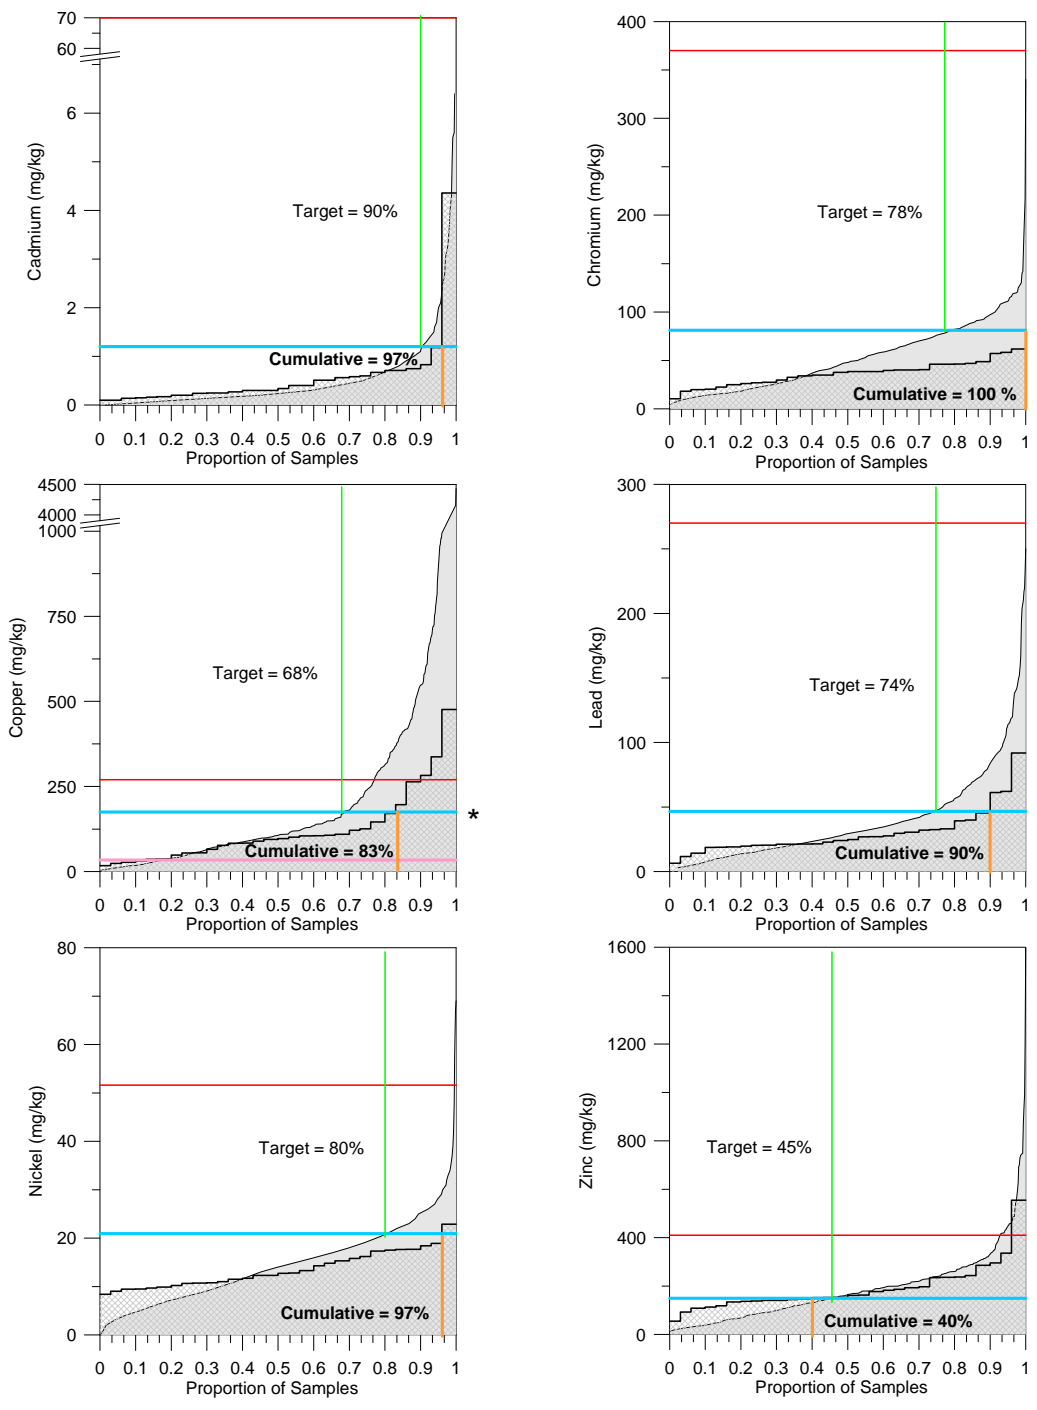 70
60
6
4
2
0
Cadmium (mg/kg)
Target = 90%
Cumulative = 97%
0 0.1 0.2 0.3 0.4 0.5 0.6 0.7 0.8 0.9 1
Proportion of Samples
400
300
200
100
0
Chromium (mg/kg)
Target = 78%
Cumulative = 100 %
0 0.1 0.2 0.3 0.4 0.5 0.6 0.7 0.8 0.9 1
Proportion of Samples
4500
4000
1000
750
500
250
0
Copper (mg/kg)
Target = 68%
*
Cumulative = 83%
0 0.1 0.2 0.3 0.4 0.5 0.6 0.7 0.8 0.9 1
Proportion of Samples
300
200
100
0
Lead (mg/kg)
Target = 74%
Cumulative = 90%
0 0.1 0.2 0.3 0.4 0.5 0.6 0.7 0.8 0.9 1
Proportion of Samples
80
60
40
20
0
Nickel (mg/kg)
Target = 80%
Cumulative = 97%
0 0.1 0.2 0.3 0.4 0.5 0.6 0.7 0.8 0.9 1
Proportion of Samples
1600
1200
800
400
0
Zinc (mg/kg)
Target = 45%
Cumulative = 40%
0 0.1 0.2 0.3 0.4 0.5 0.6 0.7 0.8 0.9 1
Proportion of Samples